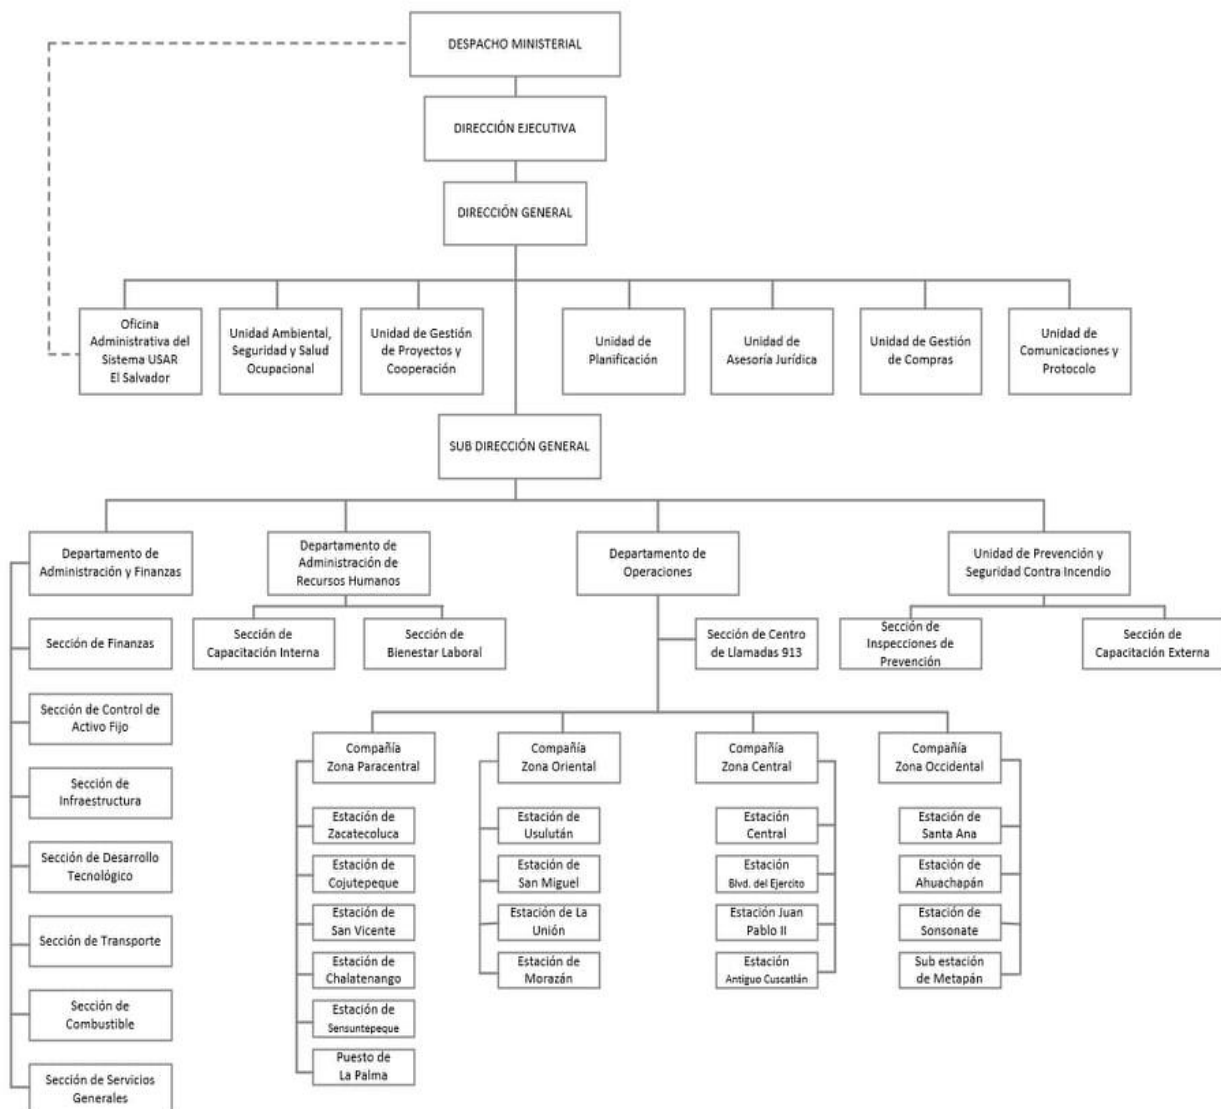 DESPACHO MINISTERIAL
DIRECCIÓN EJECUTIVA
DIRECCIÓN GENERAL
Oficina
Administrativa del
Sistema USAR
El Salvador
Unidad Ambiental,
Seguridad y Salud
Ocupacional
Unidad de Gestión
de Proyectos y
Cooperación
Unidad de
Planificación
Unidad de
Asesoría Jurídica
Unidad de Gestión
de Compras
Unidad de
Comunicaciones y
Protocolo
SUB DIRECCIÓN GENERAL
Departamento de
Administración y Finanzas
Departamento de
Administración de
Recursos Humanos
Departamento de
Operaciones
Unidad de Prevención y
Seguridad Contra Incendio
Sección de Finanzas
Sección de Control de
Activo Fijo
Sección de
Infraestructura
Sección de Desarrollo
Tecnológico
Sección de Transporte
Sección de
Combustible
Sección de Servicios
Generales
Sección de
Capacitación Interna
Sección de
Bienestar Laboral
Sección de Centro
de Llamadas 913
Sección de
Inspecciones de
Prevención
Sección de
Capacitación Externa
Compañía
Zona Paracentral
Estación de
Zacatecoluca
Estación de
Cojutepeque
Estación de
San Vicente
Estación de
Chalatenango
Estación de
Sensuntepeque
Puesto de
La Palma
Compañía
Zona Oriental
Estación de
Usulután
Estación de
San Miguel
Estación de La
Unión
Estación de
Morazán
Compañía
Zona Central
Estación
Central
Estación
Blvd. del Ejercito
Estación Juan
Pablo II
Estación
Antiguo Cuscatlán
Compañía
Zona Occidental
Estación de
Santa Ana
Estación de
Ahuachapán
Estación de
Sonsonate
Sub estación
de Metapán